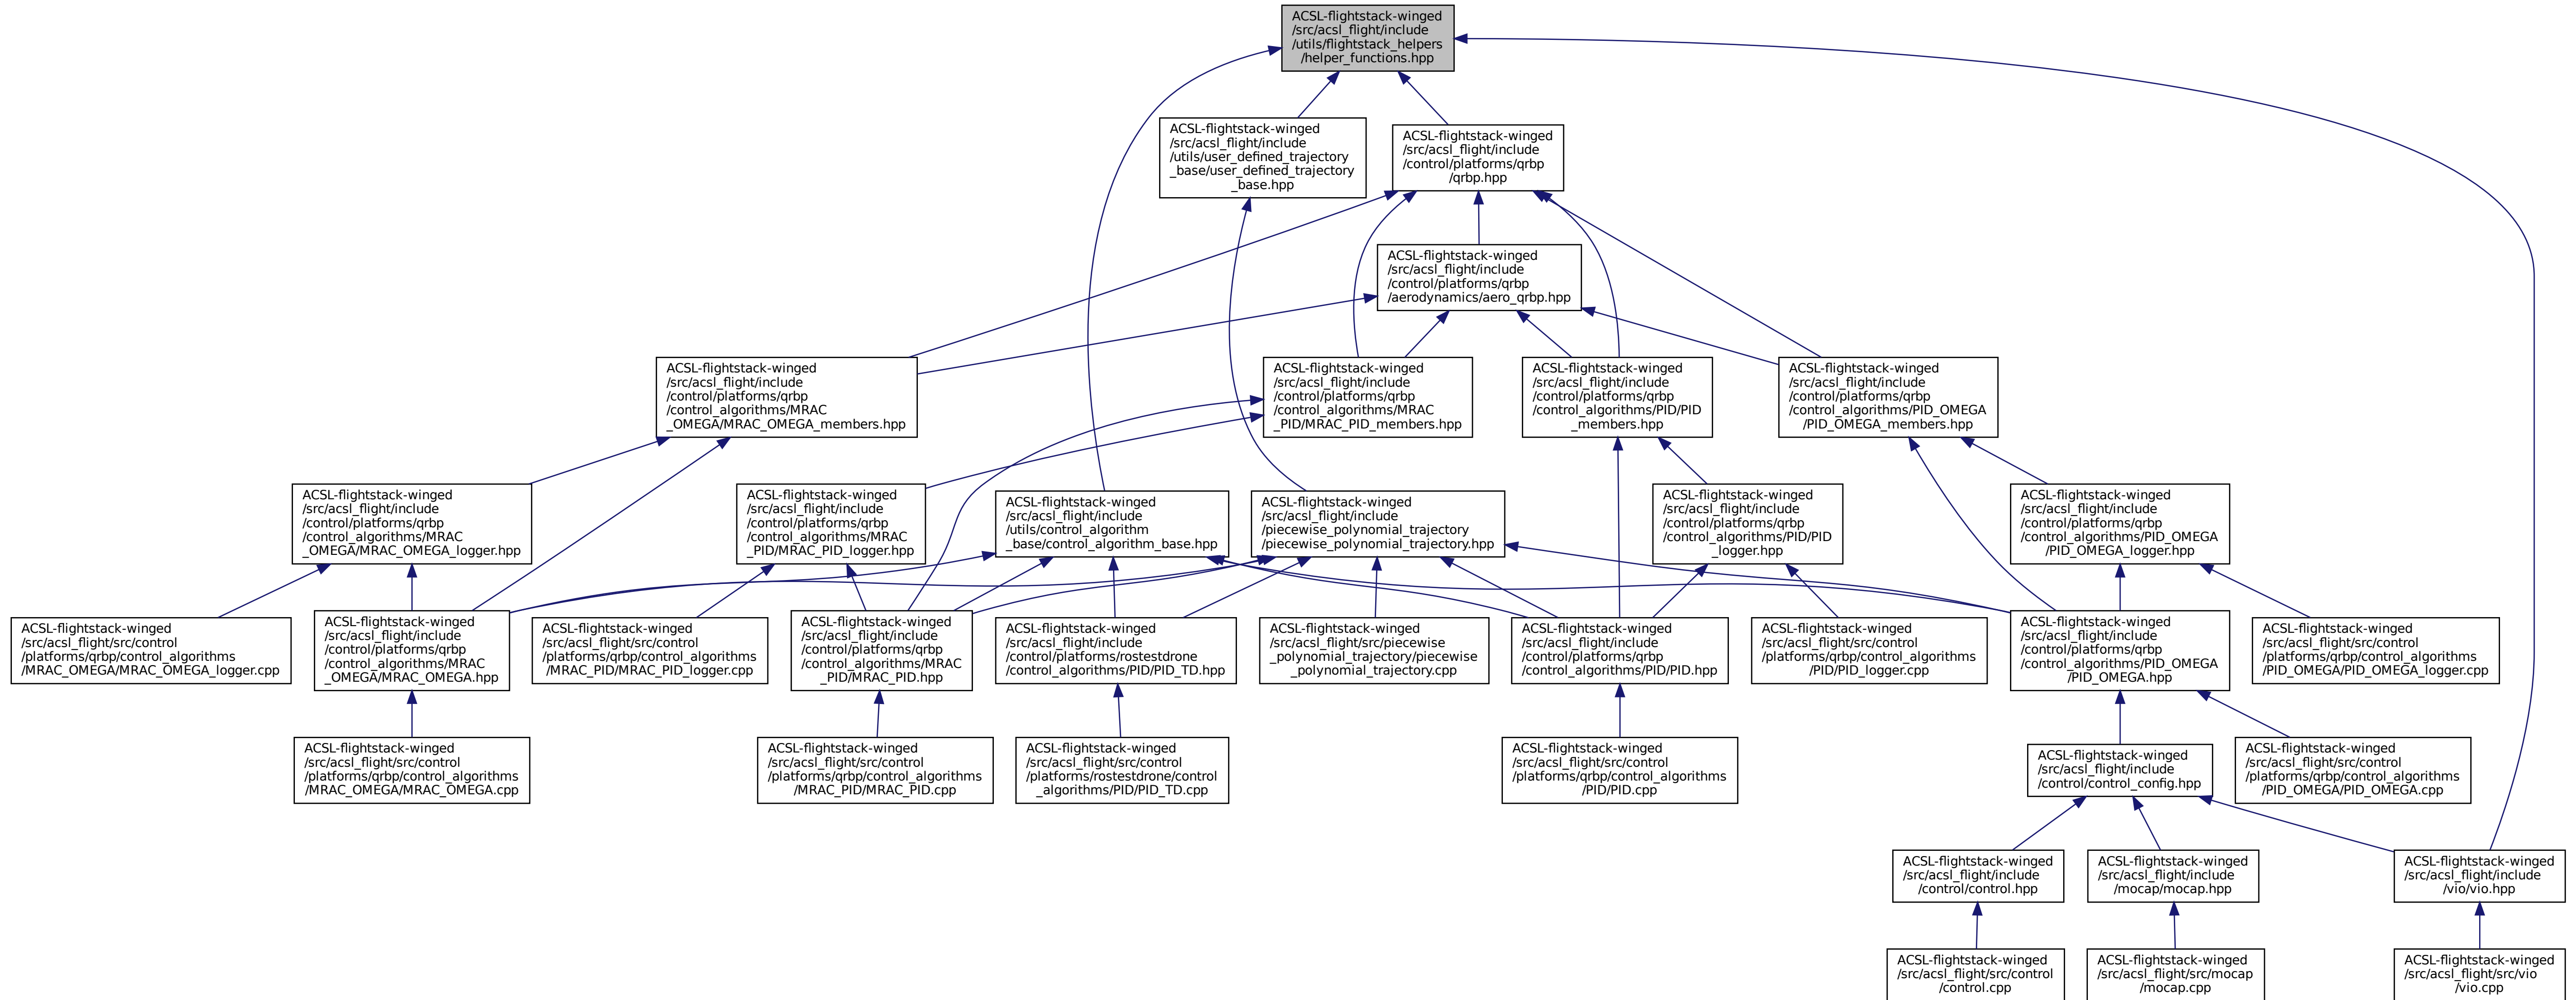 ACSL-flightstack-winged
/src/acsl_flight/include
/utils/flightstack_helpers
/helper_functions.hpp
ACSL-flightstack-winged
/src/acsl_flight/include
/utils/user_defined_trajectory
_base/user_defined_trajectory
_base.hpp
ACSL-flightstack-winged
/src/acsl_flight/include
/control/platforms/qrbp
/qrbp.hpp
ACSL-flightstack-winged
/src/acsl_flight/include
/control/platforms/qrbp
/aerodynamics/aero_qrbp.hpp
ACSL-flightstack-winged
/src/acsl_flight/include
/control/platforms/qrbp
/control_algorithms/MRAC
_OMEGA/MRAC_OMEGA_members.hpp
ACSL-flightstack-winged
/src/acsl_flight/include
/control/platforms/qrbp
/control_algorithms/MRAC
_PID/MRAC_PID_members.hpp
ACSL-flightstack-winged
/src/acsl_flight/include
/control/platforms/qrbp
/control_algorithms/PID/PID
_members.hpp
ACSL-flightstack-winged
/src/acsl_flight/include
/control/platforms/qrbp
/control_algorithms/PID_OMEGA
/PID_OMEGA_members.hpp
ACSL-flightstack-winged
/src/acsl_flight/include
/control/platforms/qrbp
/control_algorithms/MRAC
_OMEGA/MRAC_OMEGA_logger.hpp
ACSL-flightstack-winged
/src/acsl_flight/include
/control/platforms/qrbp
/control_algorithms/MRAC
_PID/MRAC_PID_logger.hpp
ACSL-flightstack-winged
/src/acsl_flight/include
/utils/control_algorithm
_base/control_algorithm_base.hpp
ACSL-flightstack-winged
/src/acsl_flight/include
/piecewise_polynomial_trajectory
/piecewise_polynomial_trajectory.hpp
ACSL-flightstack-winged
/src/acsl_flight/include
/control/platforms/qrbp
/control_algorithms/PID/PID
_logger.hpp
ACSL-flightstack-winged
/src/acsl_flight/include
/control/platforms/qrbp
/control_algorithms/PID_OMEGA
/PID_OMEGA_logger.hpp
ACSL-flightstack-winged
/src/acsl_flight/src/control
/platforms/qrbp/control_algorithms
/MRAC_OMEGA/MRAC_OMEGA_logger.cpp
ACSL-flightstack-winged
/src/acsl_flight/include
/control/platforms/qrbp
/control_algorithms/MRAC
_OMEGA/MRAC_OMEGA.hpp
ACSL-flightstack-winged
/src/acsl_flight/src/control
/platforms/qrbp/control_algorithms
/MRAC_PID/MRAC_PID_logger.cpp
ACSL-flightstack-winged
/src/acsl_flight/include
/control/platforms/qrbp
/control_algorithms/MRAC
_PID/MRAC_PID.hpp
ACSL-flightstack-winged
/src/acsl_flight/include
/control/platforms/rostestdrone
/control_algorithms/PID/PID_TD.hpp
ACSL-flightstack-winged
/src/acsl_flight/src/piecewise
_polynomial_trajectory/piecewise
_polynomial_trajectory.cpp
ACSL-flightstack-winged
/src/acsl_flight/include
/control/platforms/qrbp
/control_algorithms/PID/PID.hpp
ACSL-flightstack-winged
/src/acsl_flight/src/control
/platforms/qrbp/control_algorithms
/PID/PID_logger.cpp
ACSL-flightstack-winged
/src/acsl_flight/include
/control/platforms/qrbp
/control_algorithms/PID_OMEGA
/PID_OMEGA.hpp
ACSL-flightstack-winged
/src/acsl_flight/src/control
/platforms/qrbp/control_algorithms
/PID_OMEGA/PID_OMEGA_logger.cpp
ACSL-flightstack-winged
/src/acsl_flight/src/control
/platforms/qrbp/control_algorithms
/MRAC_OMEGA/MRAC_OMEGA.cpp
ACSL-flightstack-winged
/src/acsl_flight/src/control
/platforms/qrbp/control_algorithms
/MRAC_PID/MRAC_PID.cpp
ACSL-flightstack-winged
/src/acsl_flight/src/control
/platforms/rostestdrone/control
_algorithms/PID/PID_TD.cpp
ACSL-flightstack-winged
/src/acsl_flight/src/control
/platforms/qrbp/control_algorithms
/PID/PID.cpp
ACSL-flightstack-winged
/src/acsl_flight/include
/control/control_config.hpp
ACSL-flightstack-winged
/src/acsl_flight/src/control
/platforms/qrbp/control_algorithms
/PID_OMEGA/PID_OMEGA.cpp
ACSL-flightstack-winged
/src/acsl_flight/include
/control/control.hpp
ACSL-flightstack-winged
/src/acsl_flight/include
/mocap/mocap.hpp
ACSL-flightstack-winged
/src/acsl_flight/include
/vio/vio.hpp
ACSL-flightstack-winged
/src/acsl_flight/src/control
/control.cpp
ACSL-flightstack-winged
/src/acsl_flight/src/mocap
/mocap.cpp
ACSL-flightstack-winged
/src/acsl_flight/src/vio
/vio.cpp